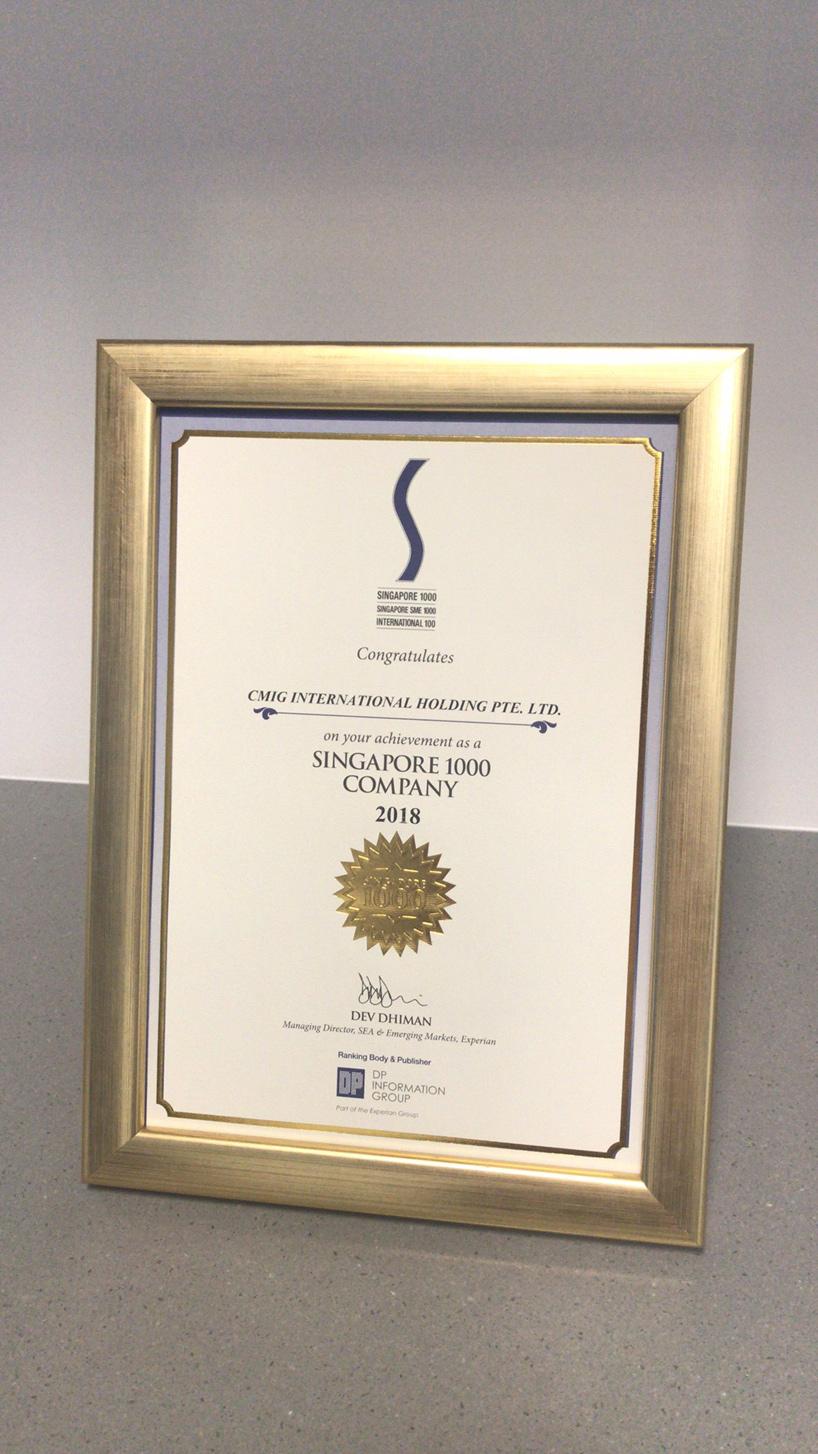 SINGAPORE 1000
SINGAPORE SME 1000
INTERNATIONAL 100
Congratulates
CMIG INTERNATIONAL HOLDING PTE. LTD.
on your achievement as a
SINGAPORE 1000
COMPANY
2018
SINGAPORE
1000
DEV DHIMAN
Managing Director, SEA & Emerging Markets, Experian
Ranking Body & Publisher
DP
DP
INFORMATION
GROUP
Part of the Experian Group